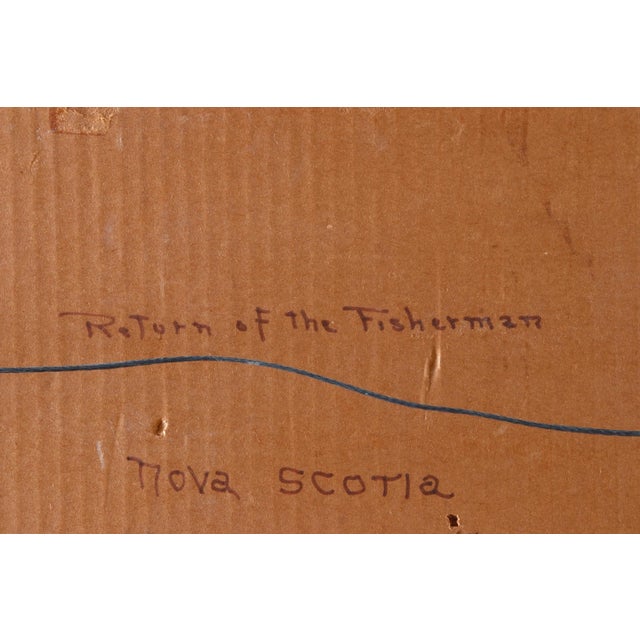 Return of the Fisherman
Nova SCOTIa